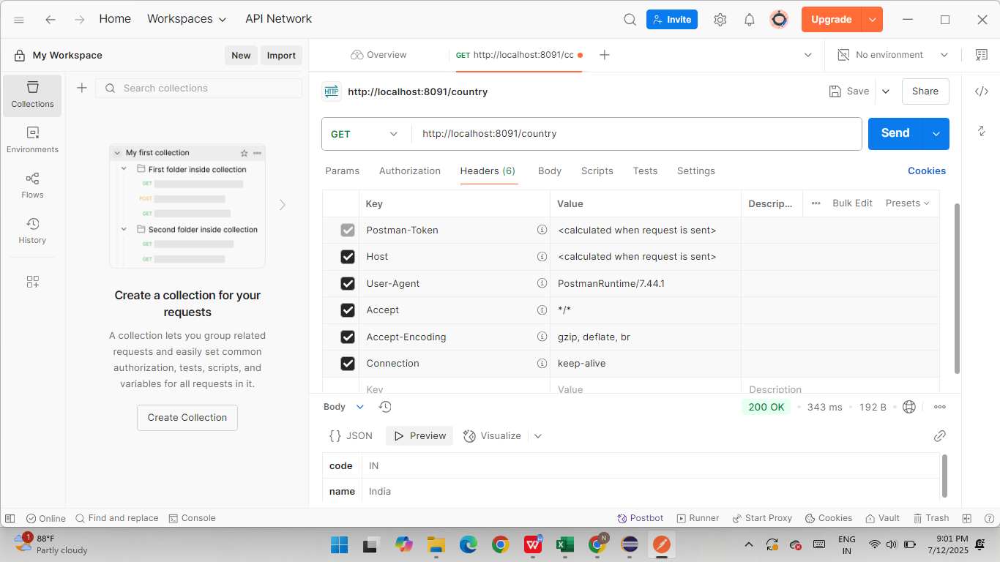 Home
Workspaces
API Network
Invite
Upgrade
My Workspace
New
Import
Overview
GET http://localhost:8091/cc
No environment
Collections
Environments
Flows
History
Search collections
My first collection
First folder inside collection
GET
POST
GET
Second folder inside collection
GET
GET
Create a collection for your
requests
A collection lets you group related
requests and easily set common
authorization, tests, scripts, and
variables for all requests in it.
Create Collection
HTTP
http://localhost:8091/country
Save
Share
GET
http://localhost:8091/country
Send
Params
Authorization
Headers (6)
Body
Scripts
Tests
Settings
Cookies
Key Value Descrip... Bulk Edit Presets
Postman-Token <calculated when request is sent>
Host <calculated when request is sent>
User-Agent PostmanRuntime/7.44.1
Accept */*
Accept-Encoding gzip, deflate, br
Connection keep-alive
Key Value Description
Body
200 OK
343 ms
192 B
{} JSON
Preview
Visualize
code IN
name India
Online
Find and replace
Console
Postbot
Runner
Start Proxy
Cookies
Vault
Trash
1
88°F
Partly cloudy
N
ENG
IN
9:01 PM
7/12/2025